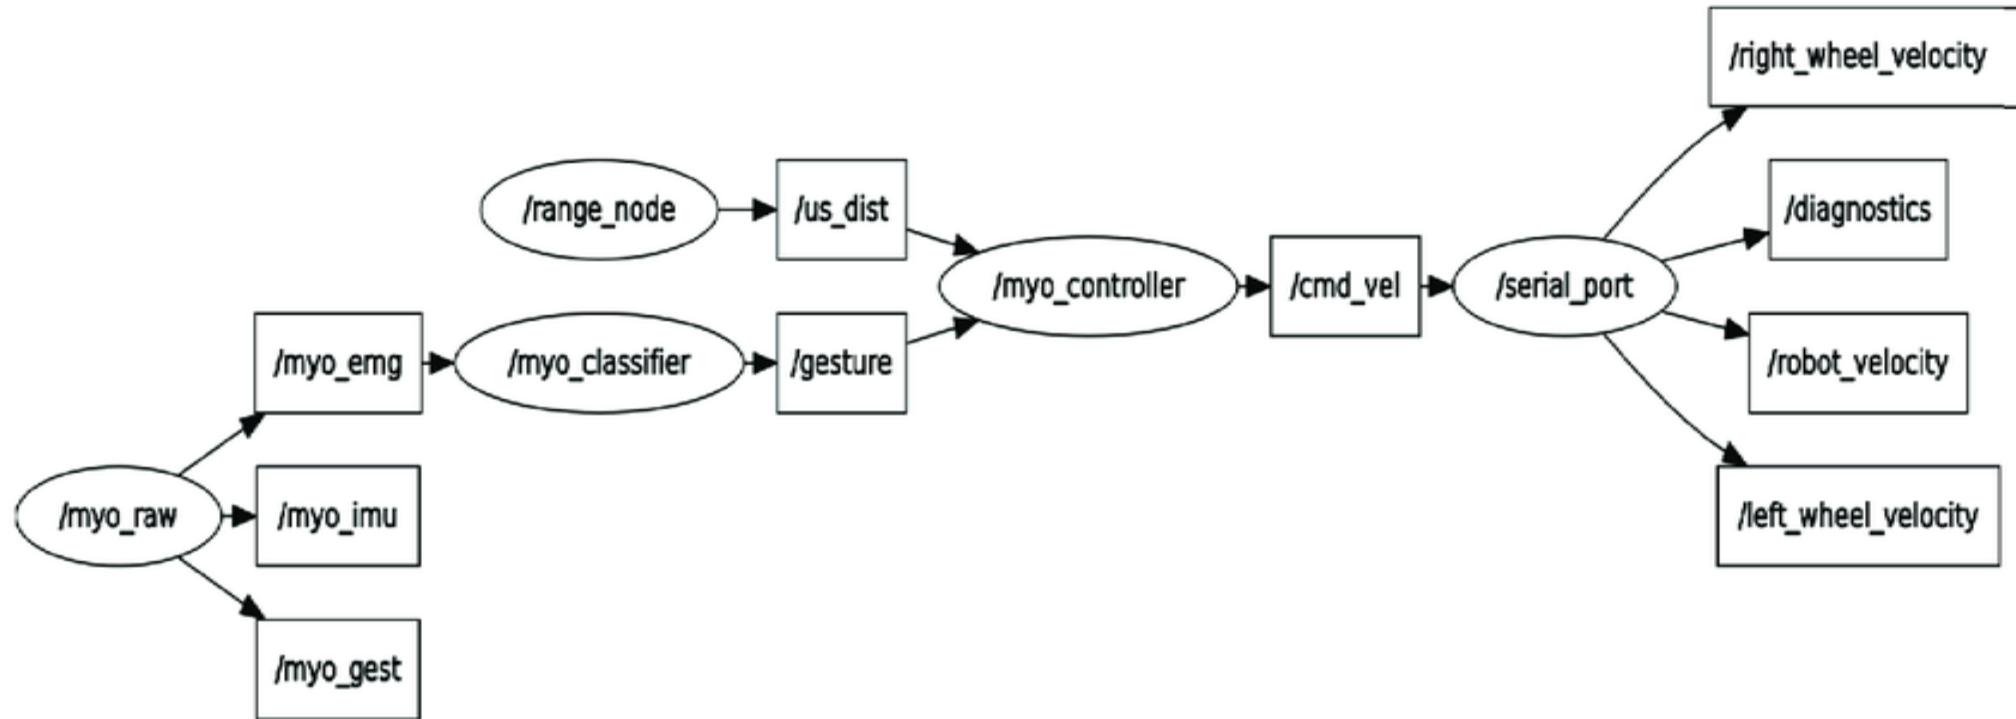 /right_wheel_velocity
/range_node
/us_dist
/diagnostics
/myo_controller
/cmd_vel
/serial_port
/myo_emg
/myo_classifier
/gesture
/robot_velocity
/myo_raw
/myo_imu
/left_wheel_velocity
/myo_gest